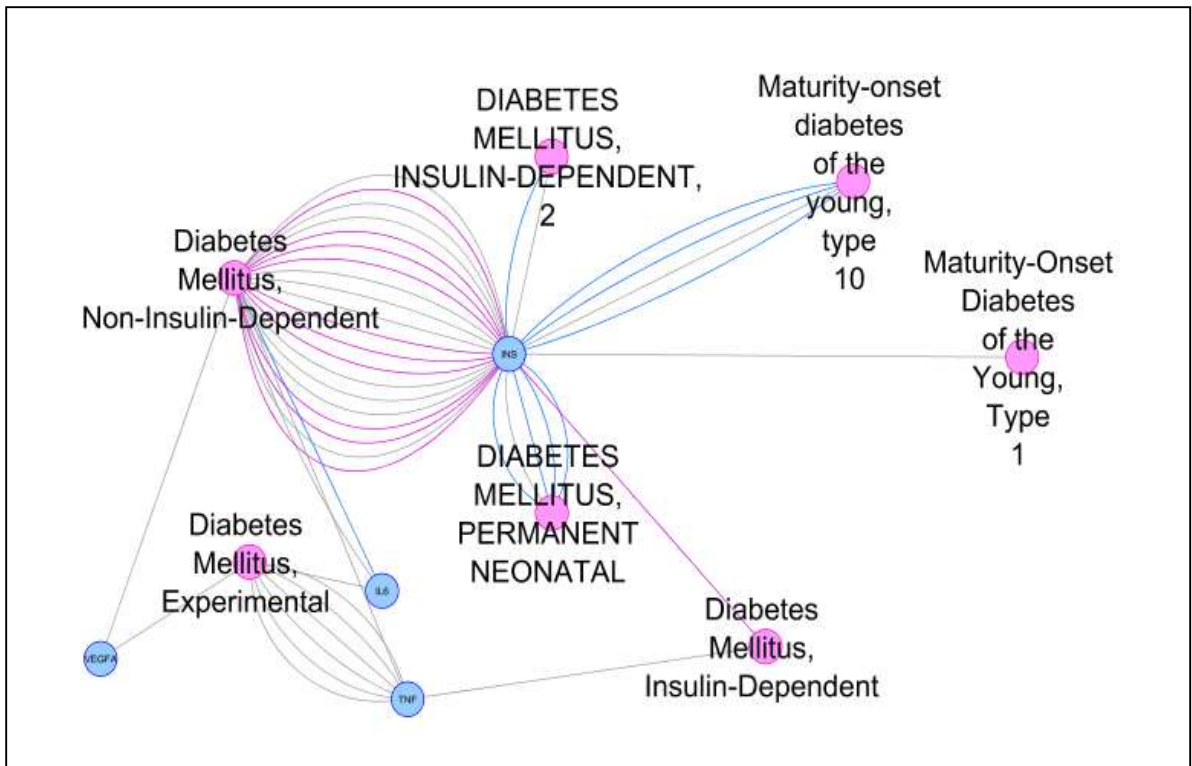 DIABETES
MELLITUS,
INSULIN-DEPENDENT,
2
Maturity-onset
diabetes
of the
young,
type
10
Diabetes
Mellitus,
Non-Insulin-Dependent
Maturity-Onset
Diabetes
of the
Young,
Type
1
INS
DIABETES
MELLITUS,
PERMANENT
NEONATAL
Diabetes
Mellitus,
Experimental
IL6
VEGFA
TNF
Diabetes
Mellitus,
Insulin-Dependent